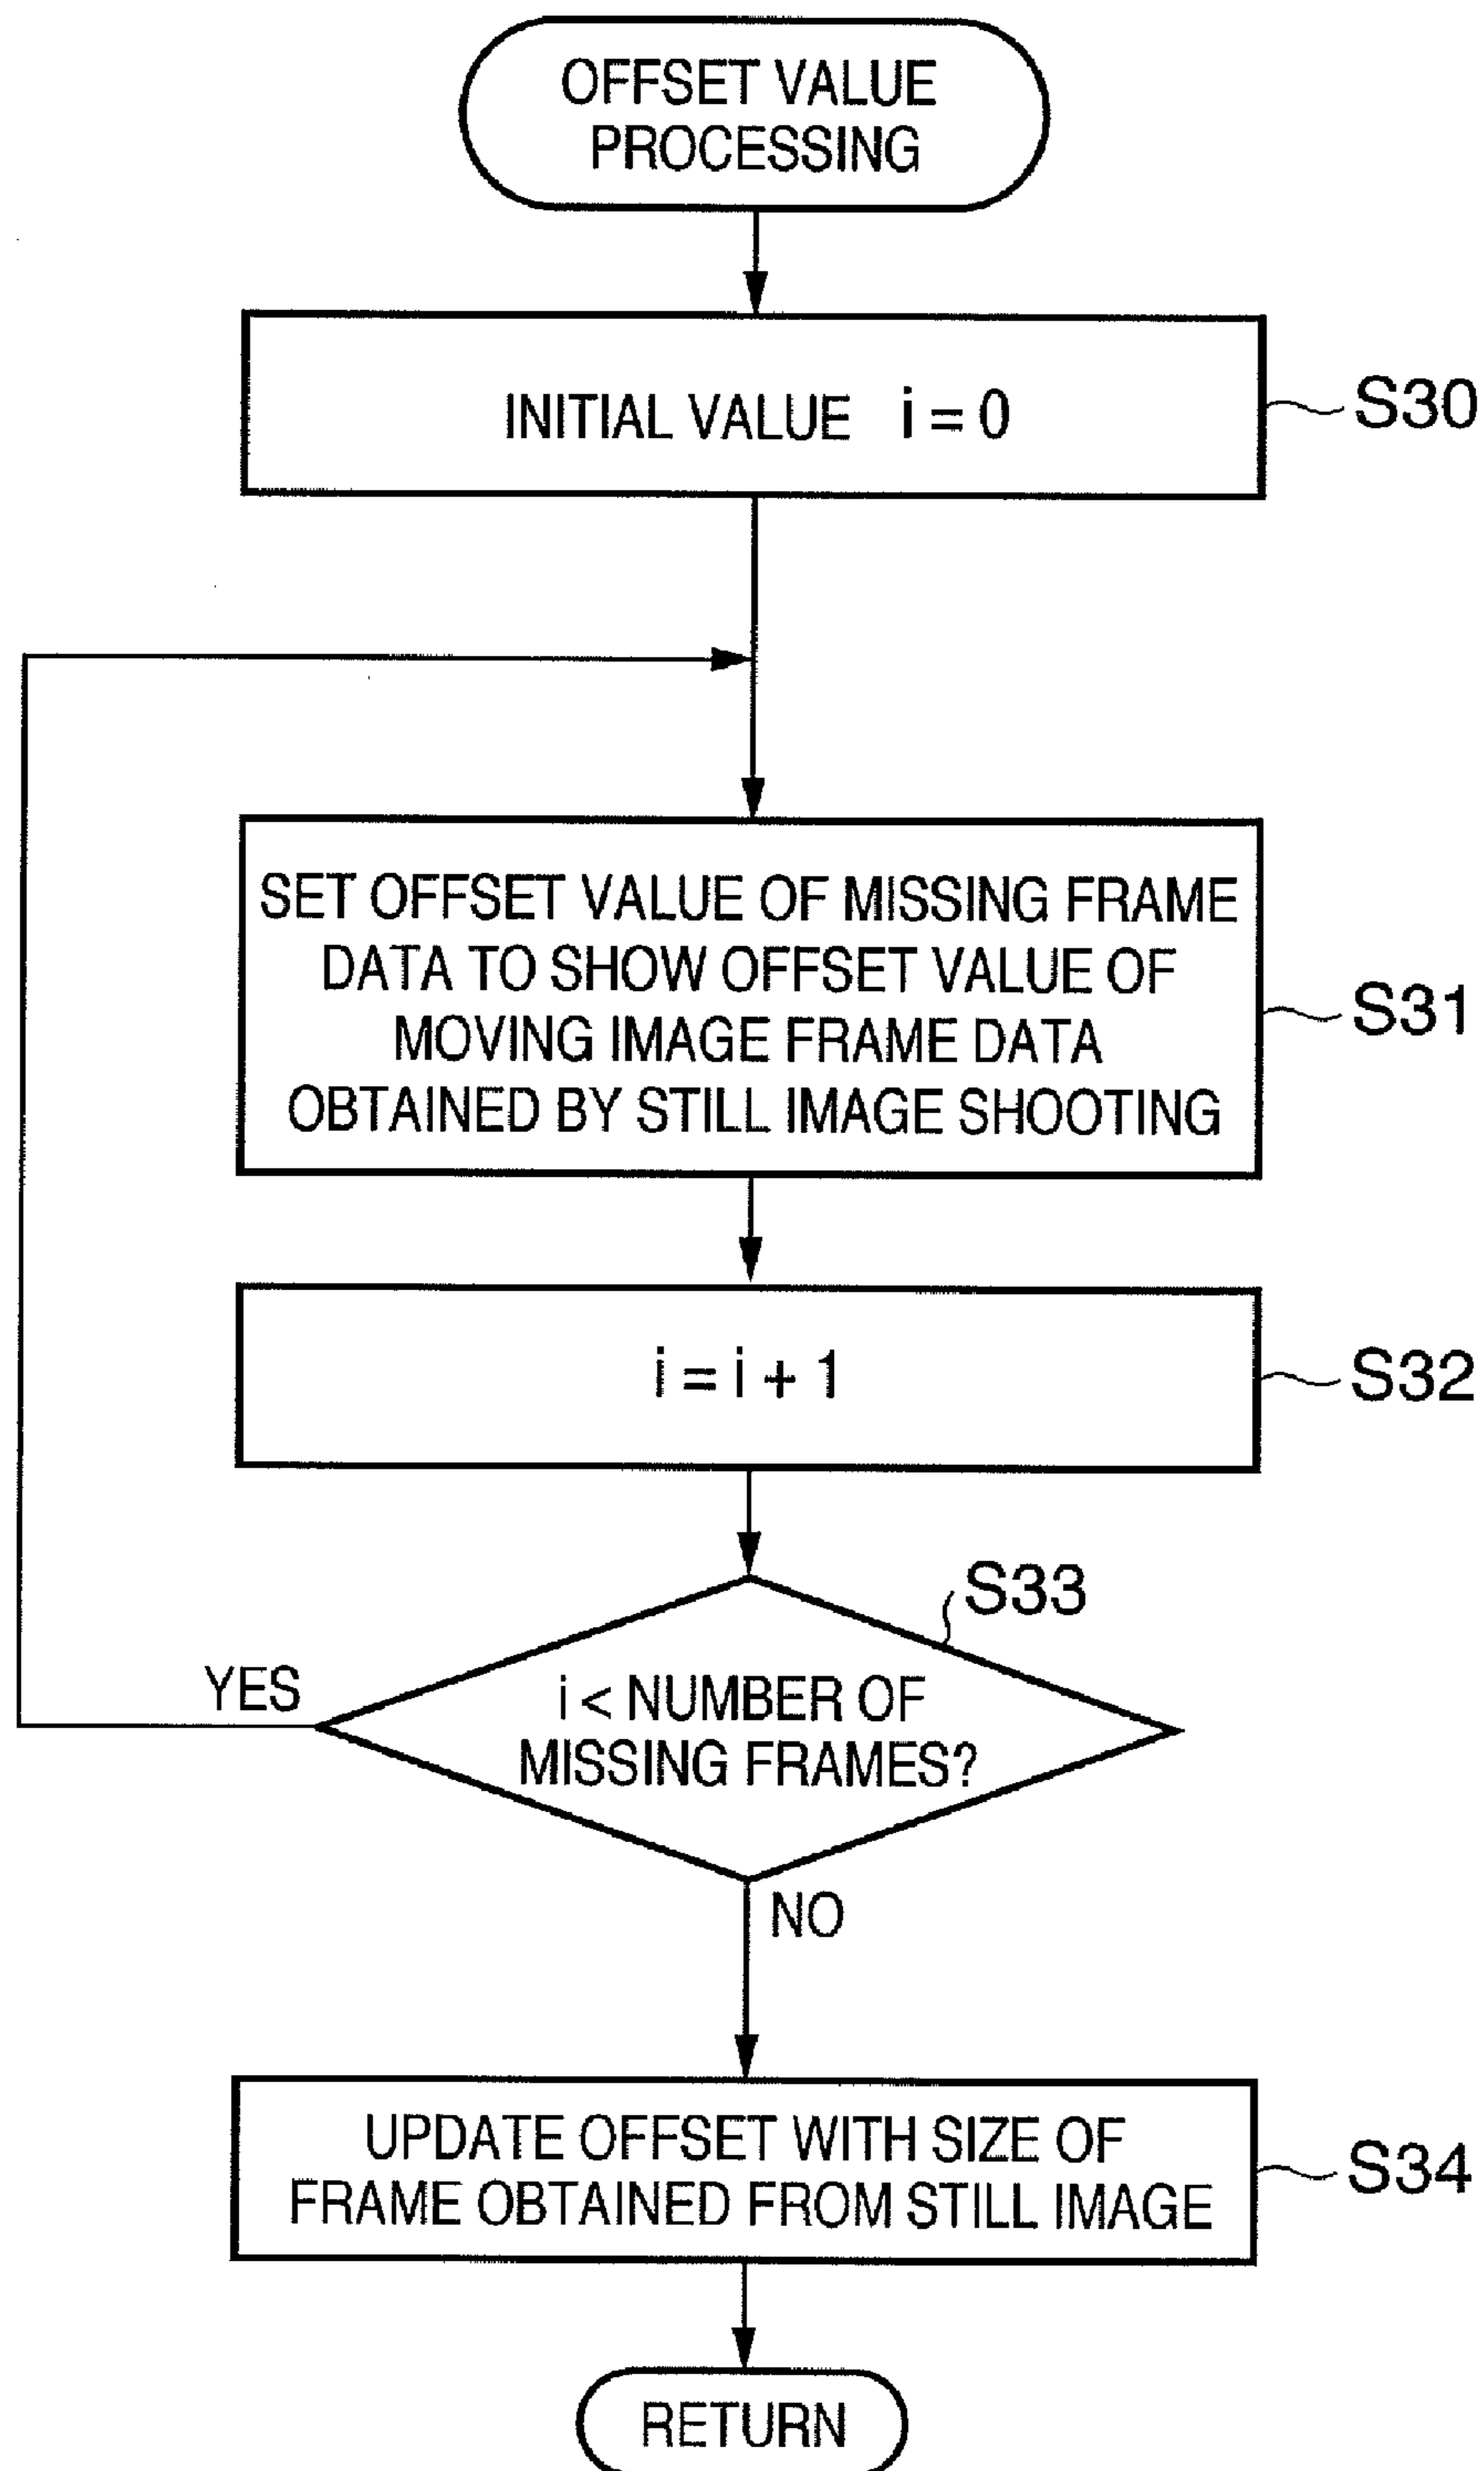 OFFSET VALUE
PROCESSING
INITIAL VALUE i = 0
S30
SET OFFSET VALUE OF MISSING FRAME
DATA TO SHOW OFFSET VALUE OF
MOVING IMAGE FRAME DATA
OBTAINED BY STILL IMAGE SHOOTING
S31
i = i + 1
S32
S33
i < NUMBER OF
MISSING FRAMES?
YES
NO
UPDATE OFFSET WITH SIZE OF
FRAME OBTAINED FROM STILL IMAGE
S34
RETURN